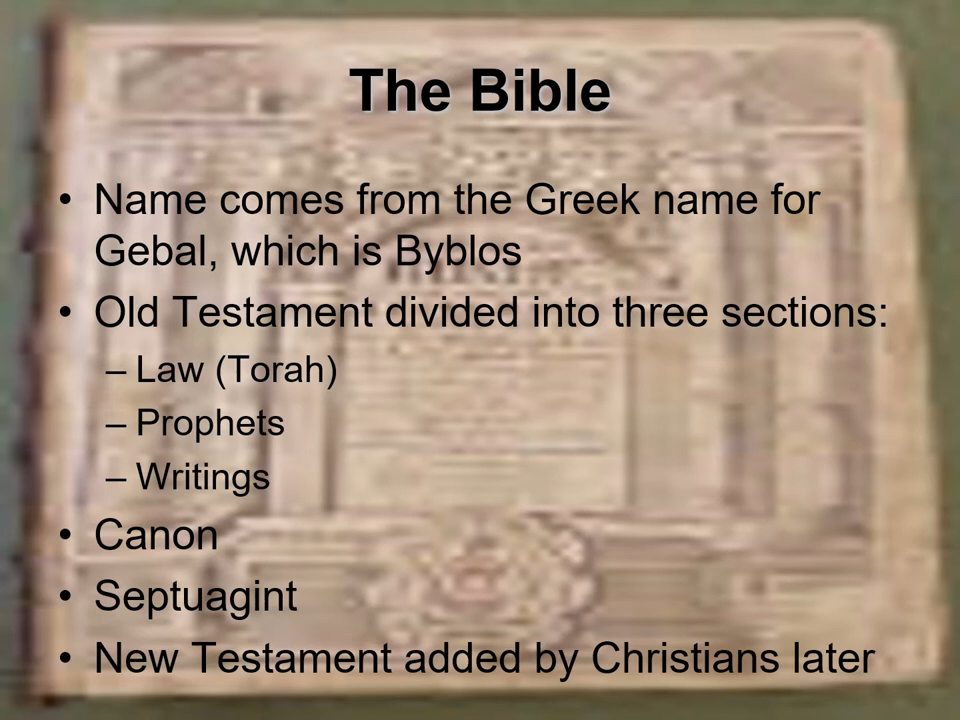 The Bible
• Name comes from the Greek name for
Gebal, which is Byblos
• Old Testament divided into three sections:
– Law (Torah)
– Prophets
– Writings
• Canon
• Septuagint
• New Testament added by Christians later